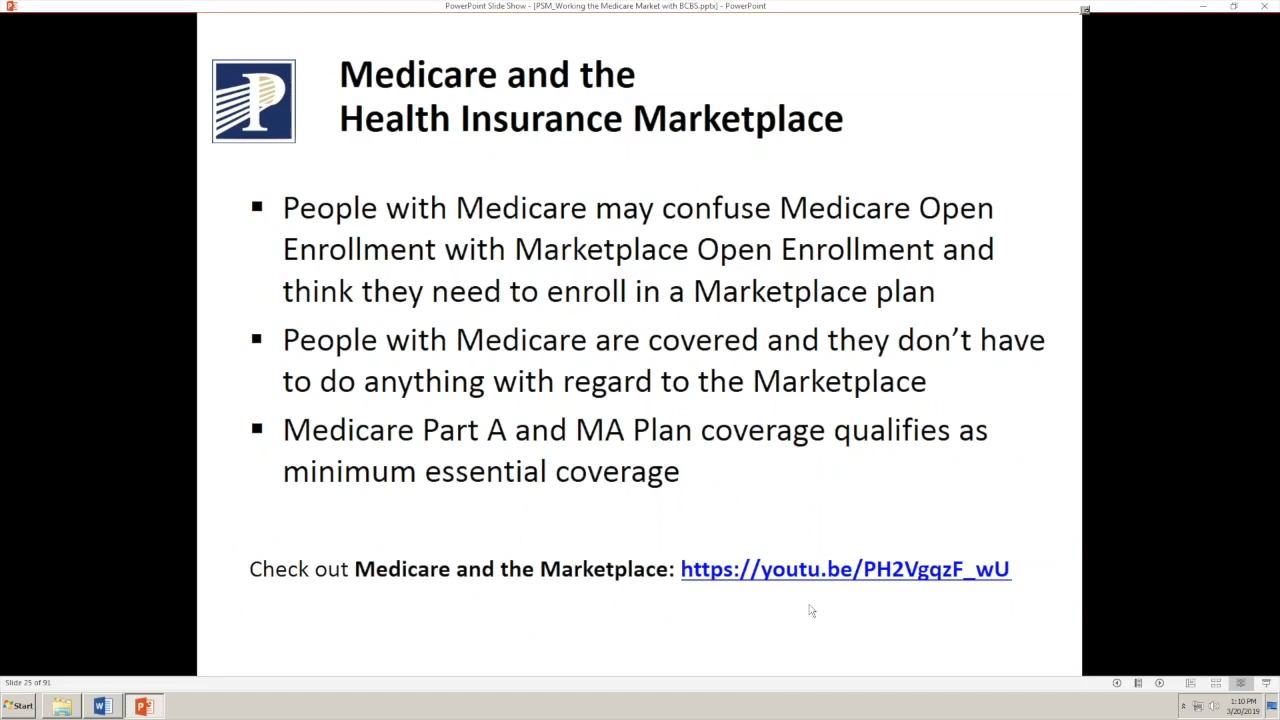 PowerPoint Slide Show - [PSM_Working the Medicare Market with BCBS.pptx] - PowerPoint
P
Medicare and the
Health Insurance Marketplace
▪ People with Medicare may confuse Medicare Open
Enrollment with Marketplace Open Enrollment and
think they need to enroll in a Marketplace plan
▪ People with Medicare are covered and they don’t have
to do anything with regard to the Marketplace
▪ Medicare Part A and MA Plan coverage qualifies as
minimum essential coverage
Check out Medicare and the Marketplace: https://youtu.be/PH2VgqzF_wU
Slide 25 of 91
Start
1:10 PM
3/20/2019